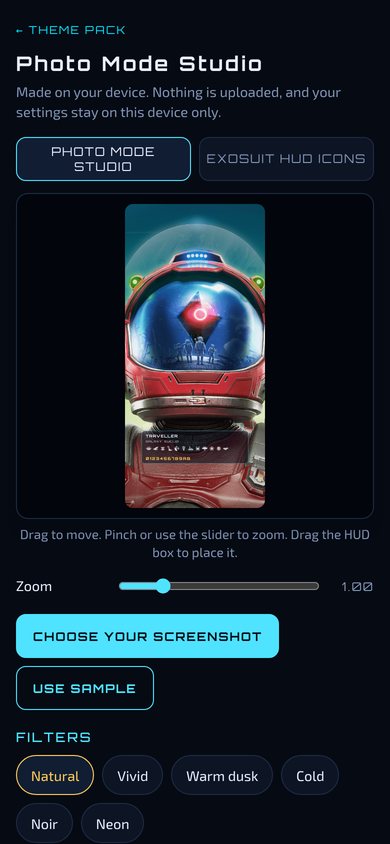 ← THEME PACK
Photo Mode Studio
Made on your device. Nothing is uploaded, and your
settings stay on this device only.
PHOTO MODE
STUDIO
EXOSUIT HUD ICONS
TRAVELLER
GALAXY: EUCLID
0123456789AB
Drag to move. Pinch or use the slider to zoom. Drag the HUD
box to place it.
Zoom
1.00
CHOOSE YOUR SCREENSHOT
USE SAMPLE
FILTERS
Natural
Vivid
Warm dusk
Cold
Noir
Neon